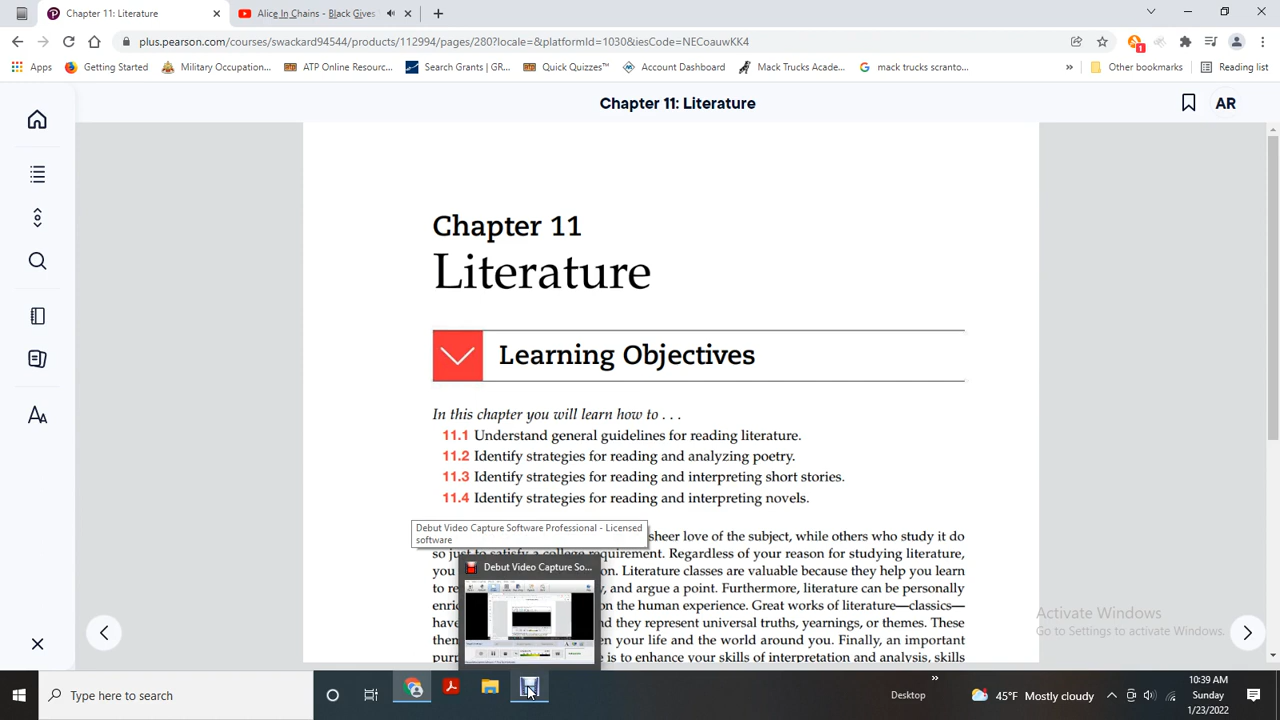 Chapter 11: Literature
Alice In Chains - Black Gives
plus.pearson.com/courses/swackard94544/products/112994/pages/280?locale=&platformId=1030&iesCode=NECoauwKK4
1
Apps
Getting Started
Military Occupation...
ATP Online Resourc...
Search Grants | GR...
Quick Quizzes™
Account Dashboard
Mack Trucks Acade...
mack trucks scranto...
»
Other bookmarks
Reading list
Chapter 11: Literature
AR
Chapter 11
Literature
Learning Objectives
In this chapter you will learn how to . . .
11.1 Understand general guidelines for reading literature.
11.2 Identify strategies for reading and analyzing poetry.
11.3 Identify strategies for reading and interpreting short stories.
11.4 Identify strategies for reading and interpreting novels.
Debut Video Capture Software Professional - Licensed
software
sheer love of the subject, while others who study it do
so just to satisfy a college requirement. Regardless of your reason for studying literature,
you
on. Literature classes are valuable because they help you learn
to re
, and argue a point. Furthermore, literature can be personally
enri
on the human experience. Great works of literature—classics—
have
d they represent universal truths, yearnings, or themes. These
then
en your life and the world around you. Finally, an important
purp
e is to enhance your skills of interpretation and analysis, skills
Debut Video Capture So...
Activate Windows
Go to Settings to activate Windows.
Type here to search
Desktop
»
45°F Mostly cloudy
10:39 AM
Sunday
1/23/2022